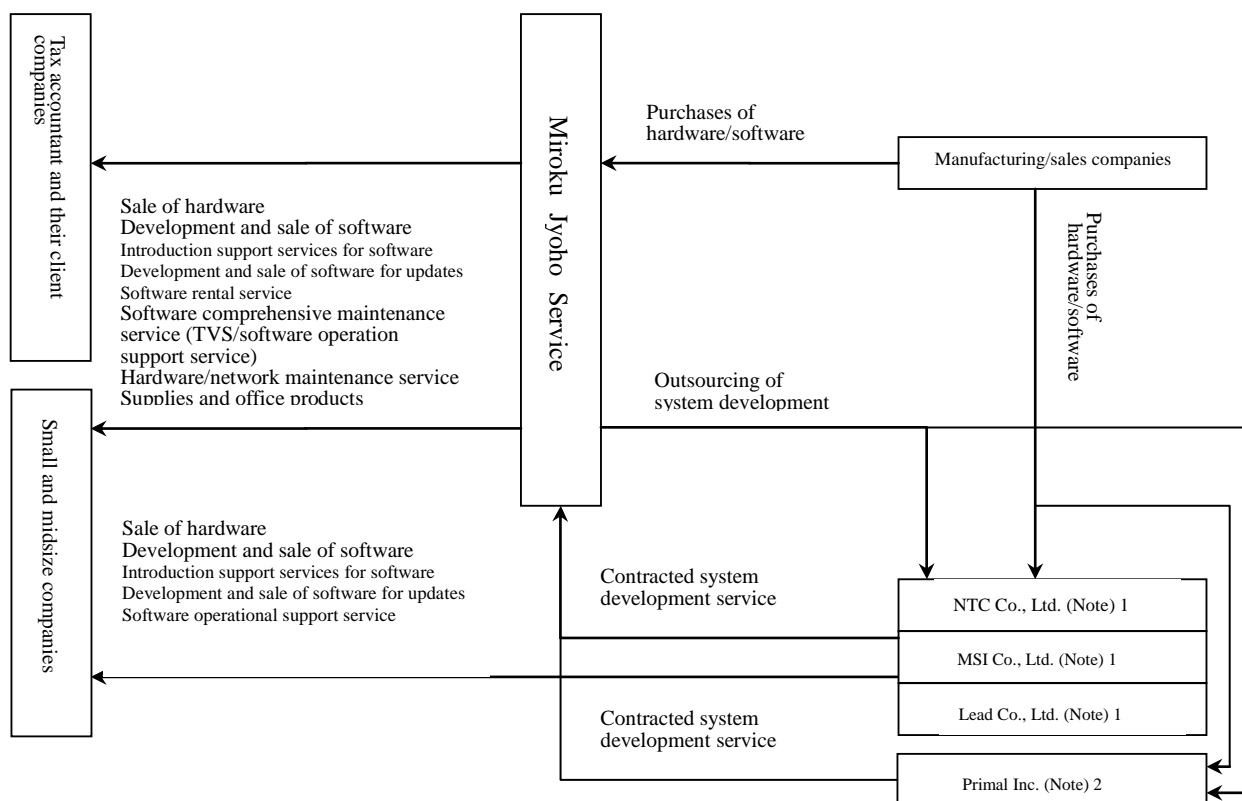 Tax accountant and their client
companies
Miroku Jyoho Service
Purchases of
hardware/software
Manufacturing/sales companies
Purchases of
hardware/software
Sale of hardware
Development and sale of software
Introduction support services for software
Development and sale of software for updates
Software rental service
Software comprehensive maintenance
service (TVS/software operation
support service)
Hardware/network maintenance service
Supplies and office products
Outsourcing of
system development
Small and midsize companies
Sale of hardware
Development and sale of software
Introduction support services for software
Development and sale of software for updates
Software operational support service
Contracted system
development service
NTC Co., Ltd. (Note) 1
MSI Co., Ltd. (Note) 1
Lead Co., Ltd. (Note) 1
Contracted system
development service
Primal Inc. (Note) 2